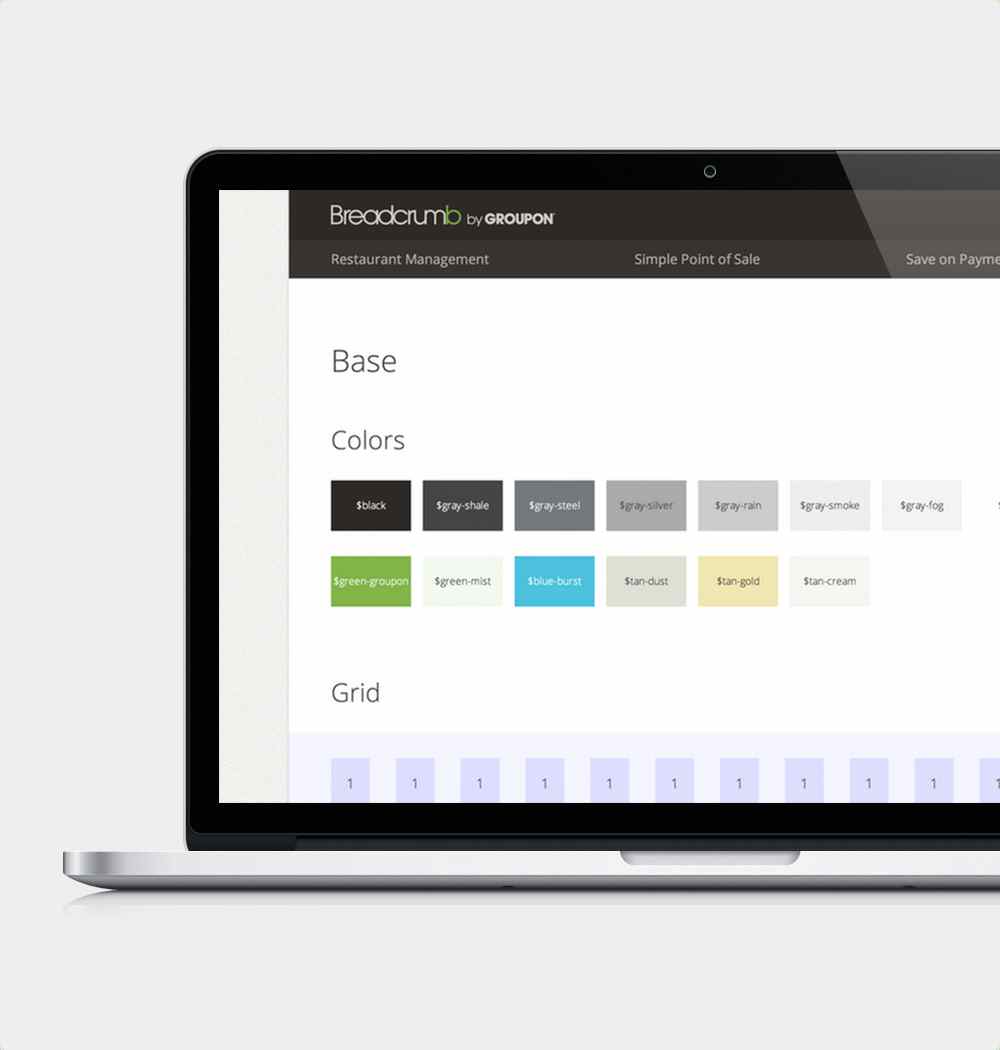 Breadcrumb by GROUPON
Restaurant Management Simple Point of Sale Save on Payme
Base
Colors
$black $gray-shale $gray-steel $gray-silver $gray-rain $gray-smoke $gray-fog $
$green-groupon $green-mist $blue-burst $tan-dust $tan-gold $tan-cream
Grid
1 1 1 1 1 1 1 1 1 1 1